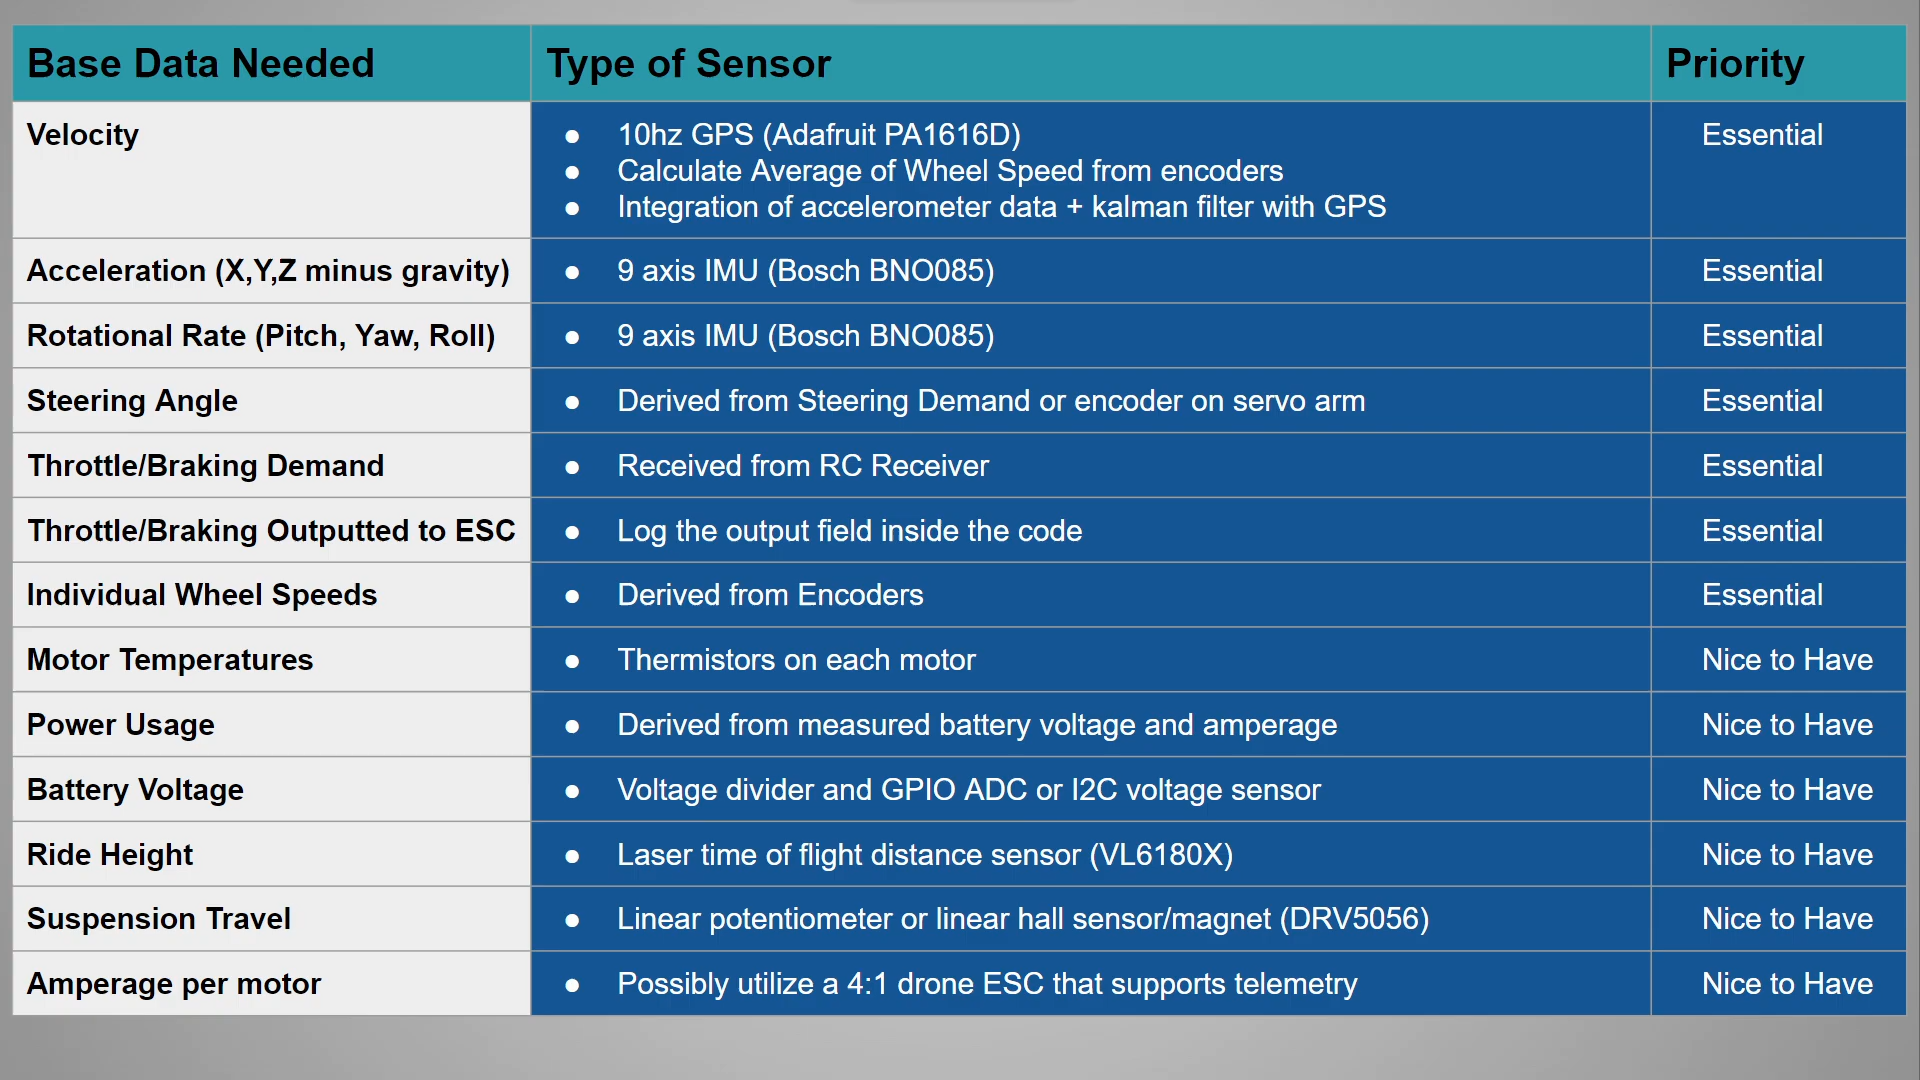 Base Data Needed Type of Sensor Priority
Velocity ● 10hz GPS (Adafruit PA1616D) Essential
● Calculate Average of Wheel Speed from encoders
● Integration of accelerometer data + kalman filter with GPS
Acceleration (X,Y,Z minus gravity) ● 9 axis IMU (Bosch BNO085) Essential
Rotational Rate (Pitch, Yaw, Roll) ● 9 axis IMU (Bosch BNO085) Essential
Steering Angle ● Derived from Steering Demand or encoder on servo arm Essential
Throttle/Braking Demand ● Received from RC Receiver Essential
Throttle/Braking Outputted to ESC ● Log the output field inside the code Essential
Individual Wheel Speeds ● Derived from Encoders Essential
Motor Temperatures ● Thermistors on each motor Nice to Have
Power Usage ● Derived from measured battery voltage and amperage Nice to Have
Battery Voltage ● Voltage divider and GPIO ADC or I2C voltage sensor Nice to Have
Ride Height ● Laser time of flight distance sensor (VL6180X) Nice to Have
Suspension Travel ● Linear potentiometer or linear hall sensor/magnet (DRV5056) Nice to Have
Amperage per motor ● Possibly utilize a 4:1 drone ESC that supports telemetry Nice to Have